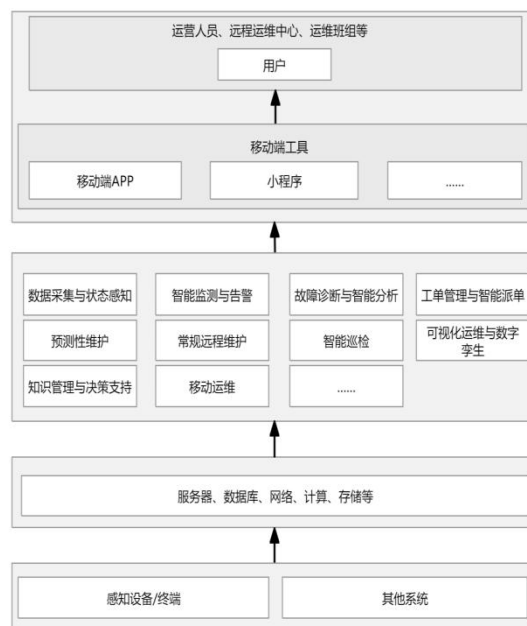 运营人员、远程运维中心、运维班组等
用户
移动端工具
移动端APP
小程序
......
数据采集与状态感知
智能监测与告警
故障诊断与智能分析
工单管理与智能派单
预测性维护
常规远程维护
智能巡检
可视化运维与数字
孪生
知识管理与决策支持
移动运维
......
服务器、数据库、网络、计算、存储等
感知设备/终端
其他系统